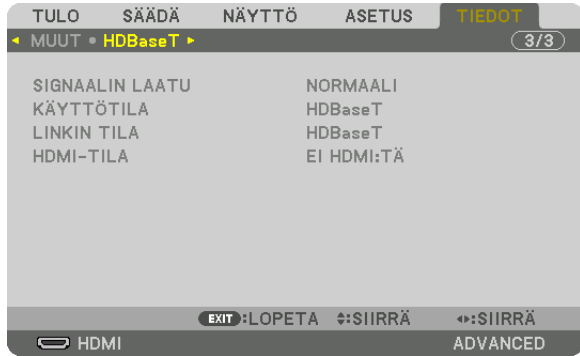 TULO SÄÄDÄ NÄYTTÖ ASETUS TIEDOT
MUUT • HDBaseT 3/3
SIGNAALIN LAATU NORMAALI
KÄYTTÖTILA HDBaseT
LINKIN TILA HDBaseT
HDMI-TILA EI HDMI:TÄ
EXIT :LOPETA :SIIRRÄ :SIIRRÄ
HDMI ADVANCED